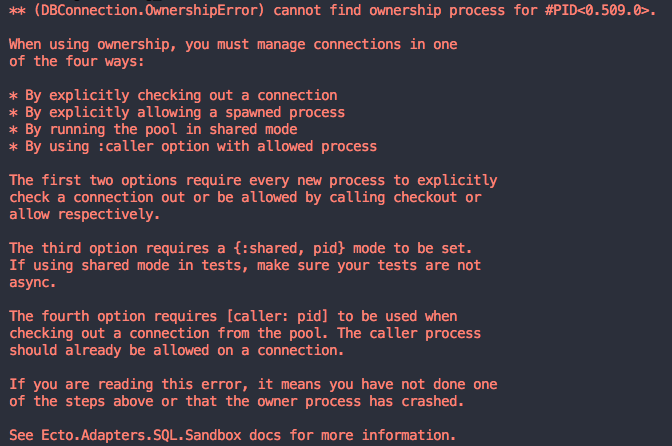 ** (DBConnection.OwnershipError) cannot find ownership process for #PID<0.509.0>.
When using ownership, you must manage connections in one
of the four ways:
* By explicitly checking out a connection
* By explicitly allowing a spawned process
* By running the pool in shared mode
* By using :caller option with allowed process
The first two options require every new process to explicitly
check a connection out or be allowed by calling checkout or
allow respectively.
The third option requires a {:shared, pid} mode to be set.
If using shared mode in tests, make sure your tests are not
async.
The fourth option requires [caller: pid] to be used when
checking out a connection from the pool. The caller process
should already be allowed on a connection.
If you are reading this error, it means you have not done one
of the steps above or that the owner process has crashed.
See Ecto.Adapters.SQL.Sandbox docs for more information.